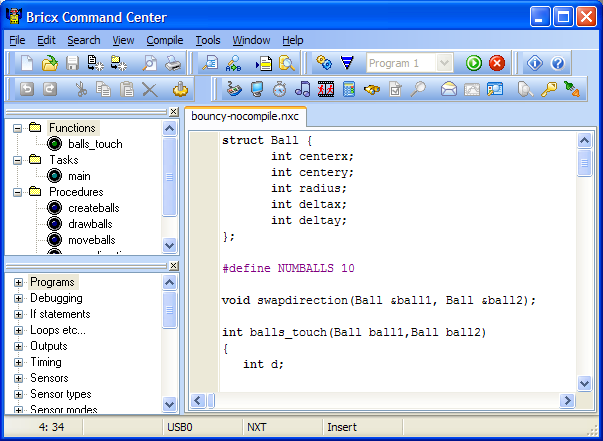 Bricx Command Center
File Edit Search View Compile Tools Window Help
Program 1
Functions
balls_touch
Tasks
main
Procedures
createballs
drawballs
moveballs
Programs
Debugging
If statements
Loops etc...
Outputs
Timing
Sensors
Sensor types
Sensor modes
bouncy-nocompile.nxc
struct Ball {
int centerx;
int centery;
int radius;
int deltax;
int deltay;
};
#define NUMBALLS 10
void swapdirection(Ball &ball1, Ball &ball2);
int balls_touch(Ball ball1,Ball ball2)
{
int d;
4: 34 USB0 NXT Insert